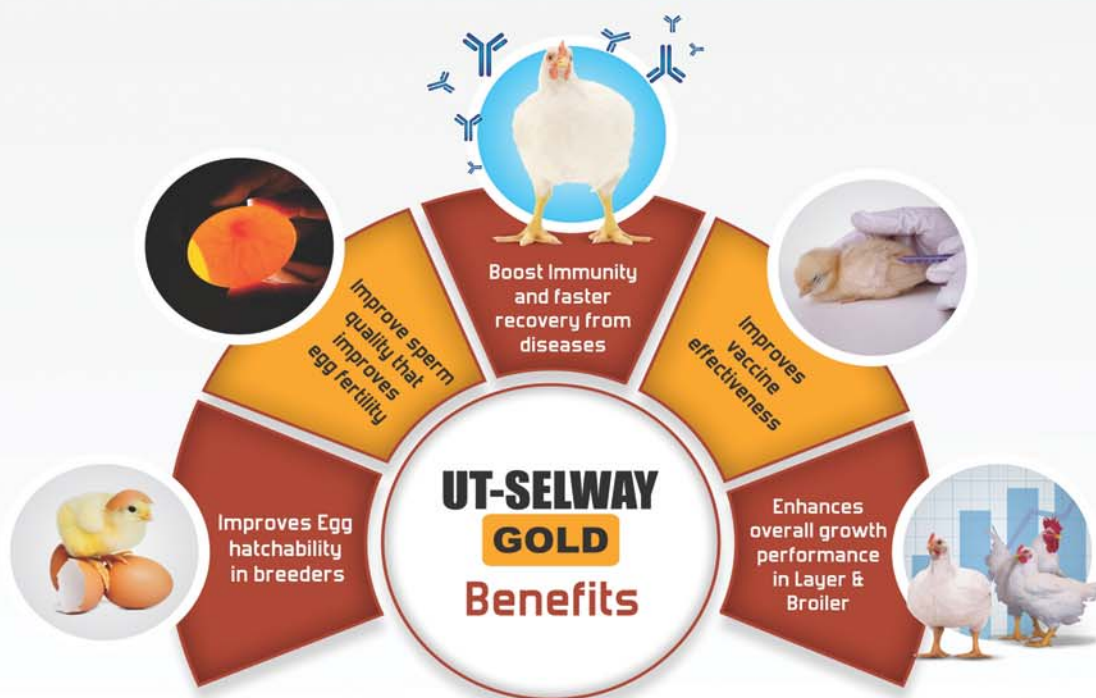 Boost Immunity
and faster
recovery from
diseases
Improve sperm
quality that
improves
egg fertility
Improves
vaccine
effectiveness
Improves Egg
hatchability
in breeders
Enhances
overall growth
performance
in Layer &
Broiler
UT-SELWAY
GOLD
Benefits